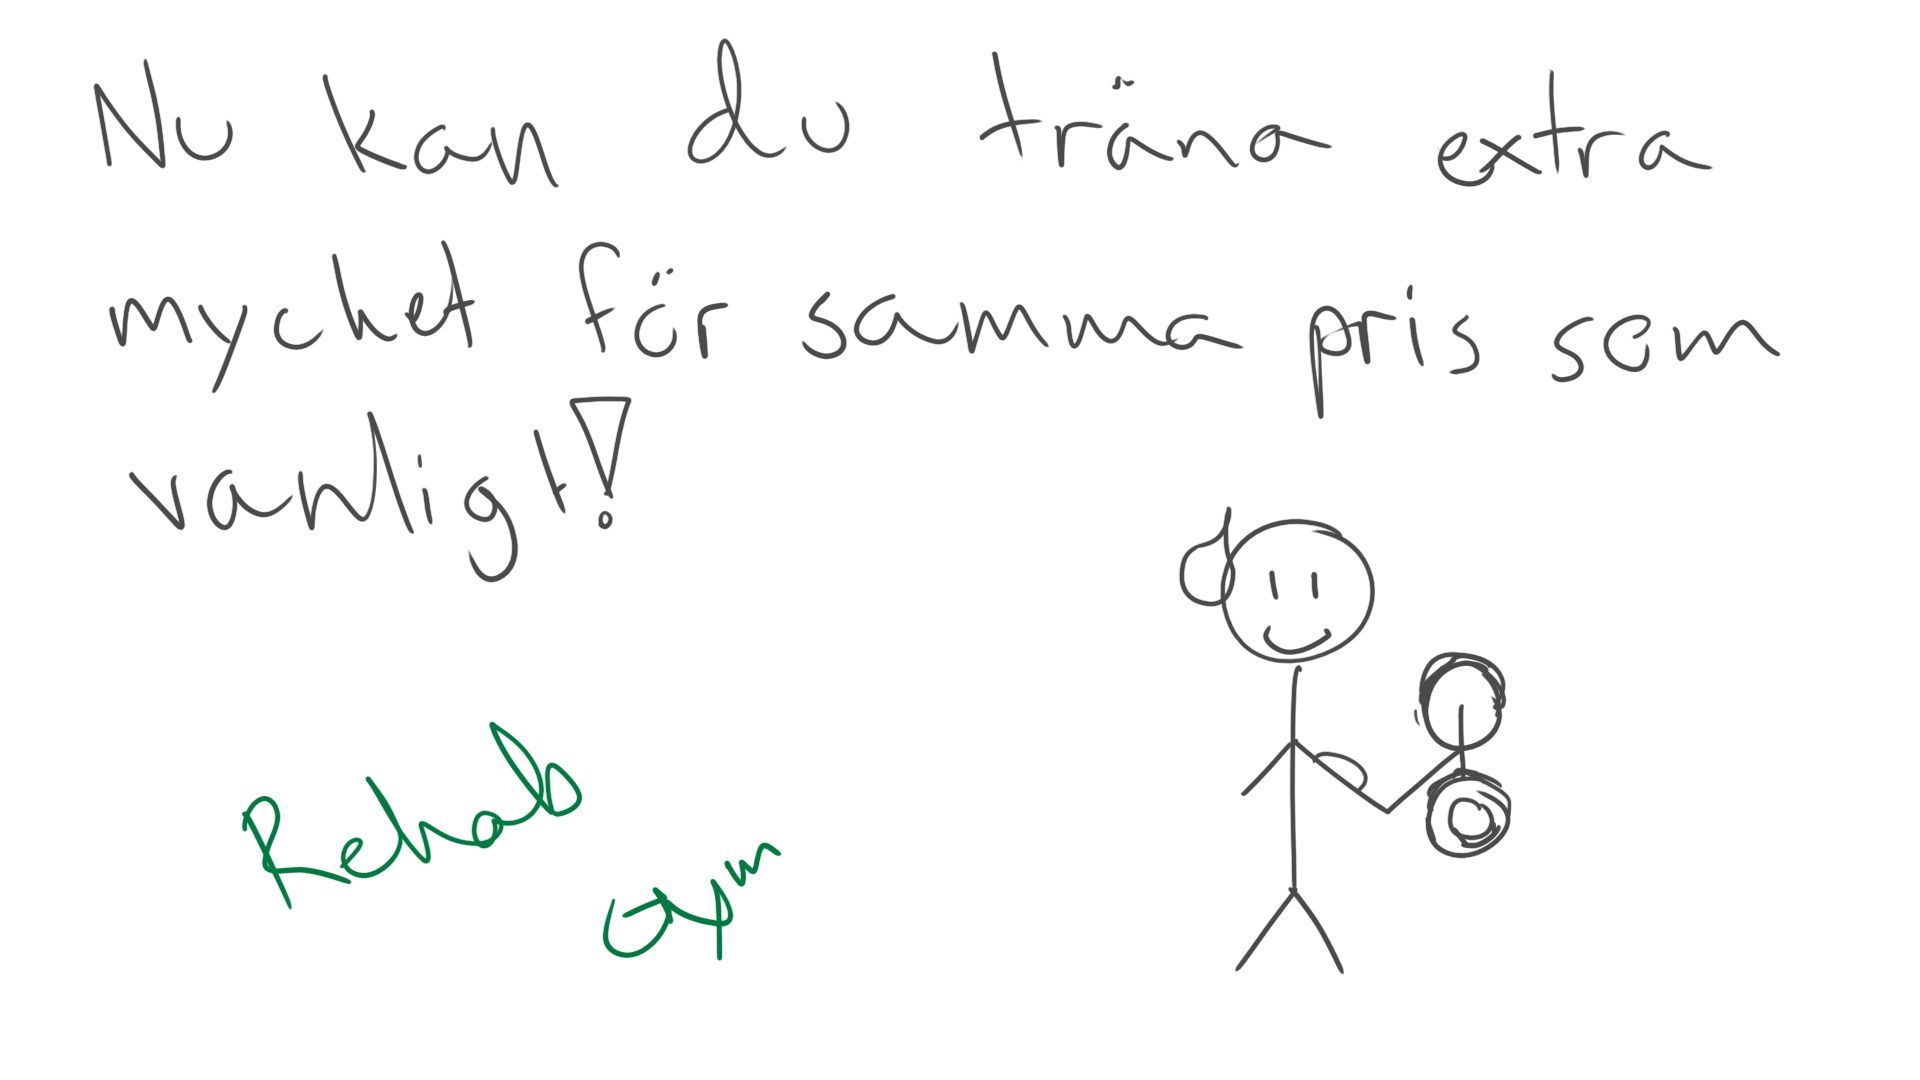 Nu kan du träna extra
mycket för samma pris som
vanligt!
Rehab
Gym